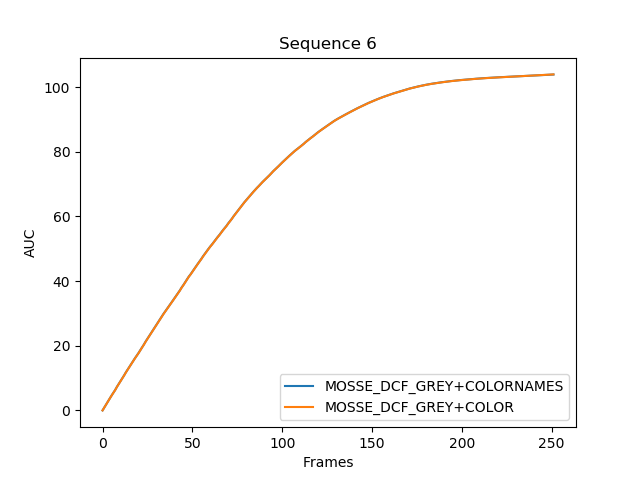 Sequence 6
AUC
100
80
60
40
20
0
0 50 100 150 200 250
Frames
MOSSE_DCF_GREY+COLORNAMES
MOSSE_DCF_GREY+COLOR